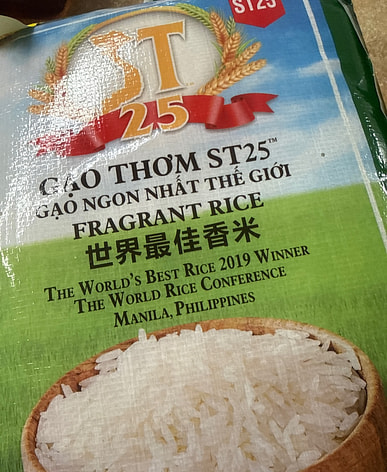 ST25
ST
25
GẠO THƠM ST25™
GẠO NGON NHẤT THẾ GIỚI
FRAGRANT RICE
世界最佳香米
THE WORLD'S BEST RICE 2019 WINNER
THE WORLD RICE CONFERENCE
MANILA, PHILIPPINES